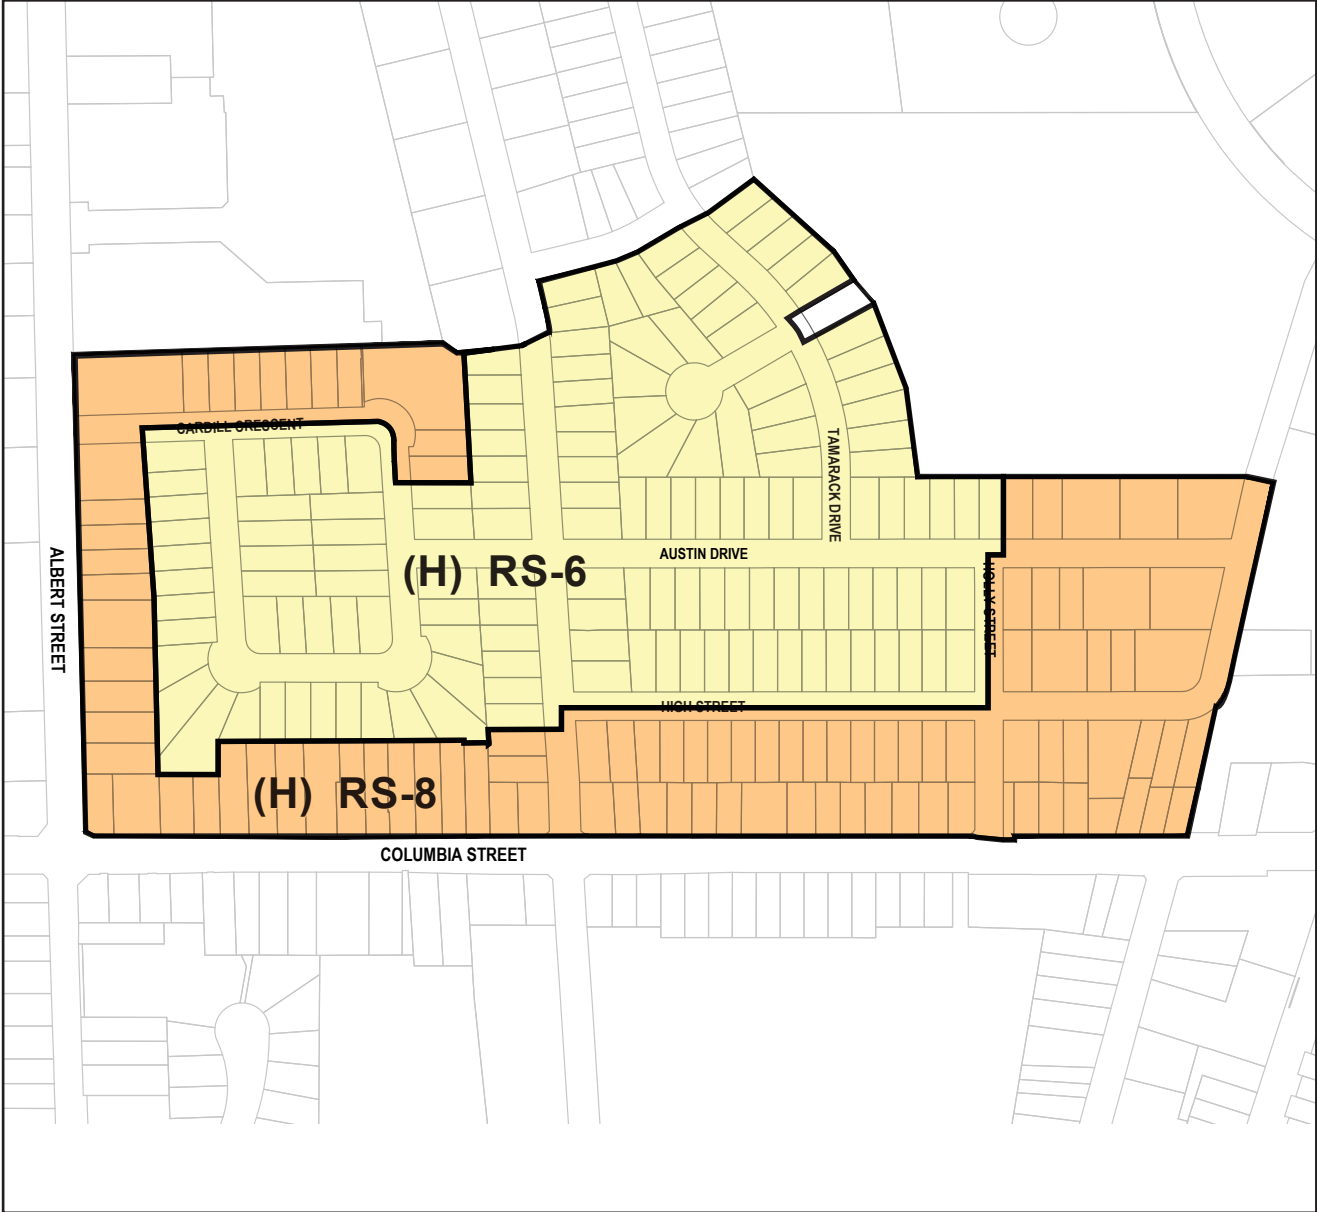 CARDILL CRESCENT
TAMARACK DRIVE
ALBERT STREET
AUSTIN DRIVE
(H) RS-6
HOLLY STREET
HIGH STREET
(H) RS-8
COLUMBIA STREET